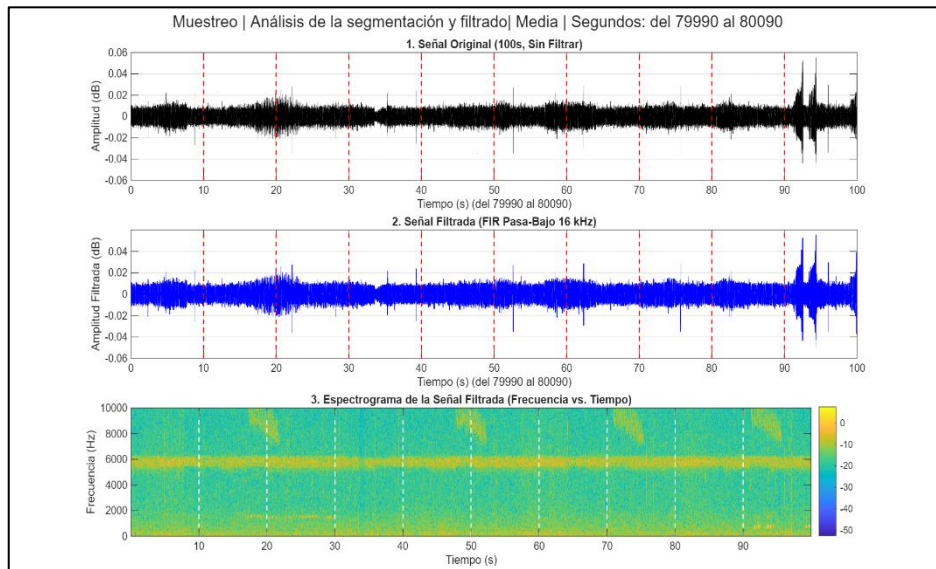 Muestreo | Análisis de la segmentación y filtrado| Media | Segundos: del 79990 al 80090
1. Señal Original (100s, Sin Filtrar)
Amplitud (dB)
0.06
0.04
0.02
0
-0.02
-0.04
-0.06
0 10 20 30 40 50 60 70 80 90 100
Tiempo (s) (del 79990 al 80090)
2. Señal Filtrada (FIR Pasa-Bajo 16 kHz)
Amplitud Filtrada (dB)
0.04
0.02
0
-0.02
-0.04
-0.06
0 10 20 30 40 50 60 70 80 90 100
Tiempo (s) (del 79990 al 80090)
3. Espectrograma de la Señal Filtrada (Frecuencia vs. Tiempo)
Frecuencia (Hz)
10000
8000
6000
4000
2000
0
10 20 30 40 50 60 70 80 90
Tiempo (s)
0
-10
-20
-30
-40
-50